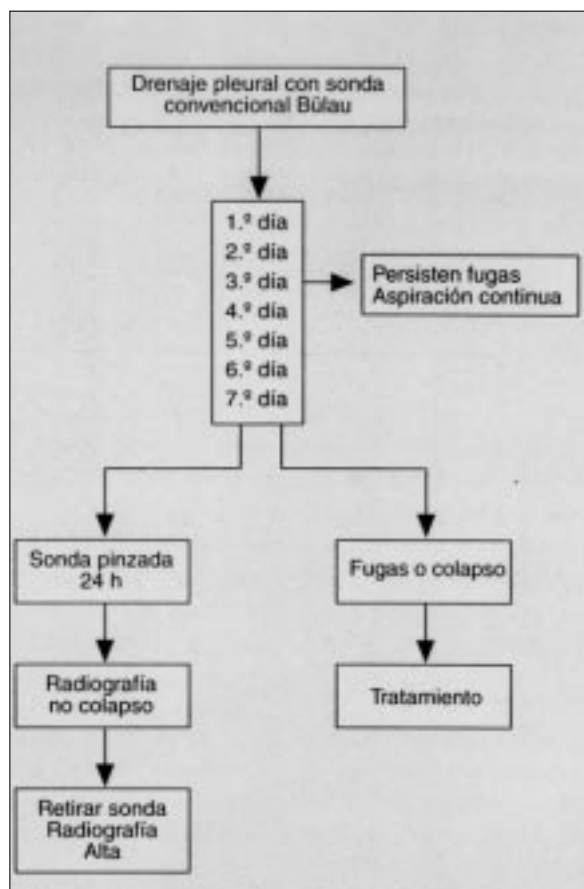 Drenaje pleural con sonda
convencional Bülau
1.º día
2.º día
3.º día
4.º día
5.º día
6.º día
7.º día
Persisten fugas
Aspiración continua
Sonda pinzada
24 h
Fugas o colapso
Radiografía
no colapso
Tratamiento
Retirar sonda
Radiografía
Alta